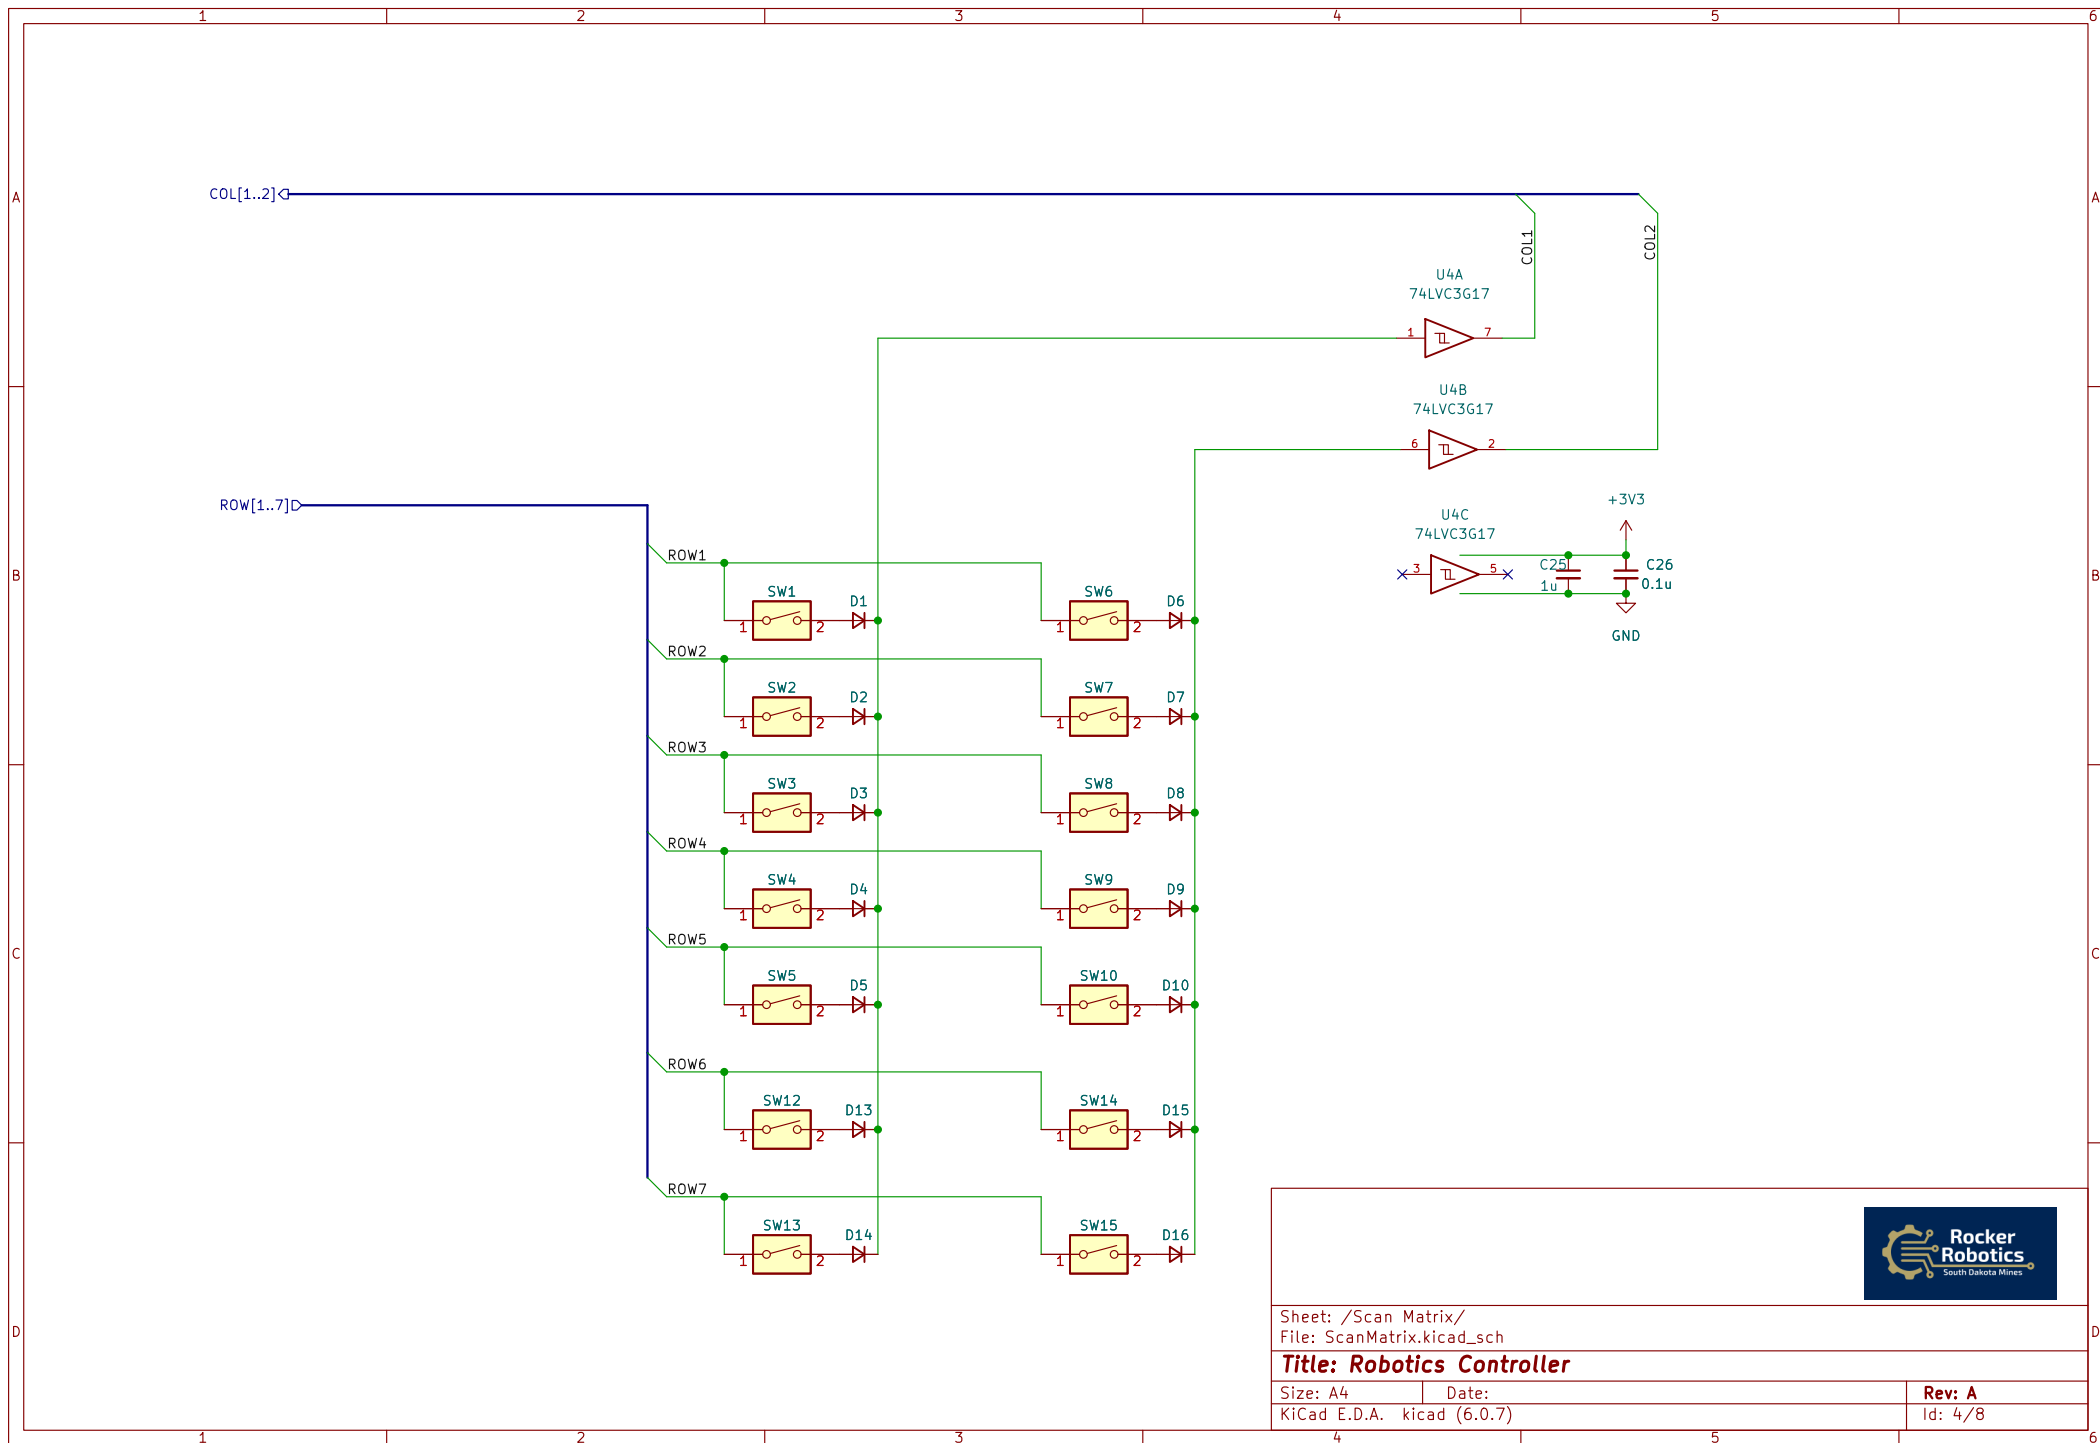 1 2 3 4 5 6
A A
COL[1..2]
COL1
COL2
U4A
74LVC3G17
1 7
U4B
74LVC3G17
6 2
ROW[1..7]
+3V3
U4C
74LVC3G17
3 5
C25
1u
C26
0.1u
GND
B B
ROW1
SW1 D1 SW6 D6
1 2 1 2
ROW2
SW2 D2 SW7 D7
1 2 1 2
ROW3
SW3 D3 SW8 D8
1 2 1 2
ROW4
SW4 D4 SW9 D9
1 2 1 2
ROW5
C C
SW5 D5 SW10 D10
1 2 1 2
ROW6
SW12 D13 SW14 D15
1 2 1 2
ROW7
SW13 D14 SW15 D16
1 2 1 2
Rocker
Robotics
South Dakota Mines
D D
Sheet: /Scan Matrix/
File: ScanMatrix.kicad_sch
Title: Robotics Controller
Size: A4 Date: Rev: A
KiCad E.D.A. kicad (6.0.7) Id: 4/8
1 2 3 4 5 6